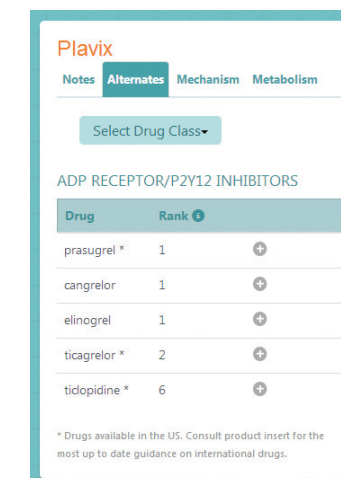 Plavix
Notes Alternates Mechanism Metabolism
Select Drug Class
ADP RECEPTOR/P2Y12 INHIBITORS
Drug Rank
prasugrel * 1
cangrelor 1
elinogrel 1
ticagrelor * 2
ticlopidine * 6
* Drugs available in the US. Consult product insert for the
most up to date guidance on international drugs.